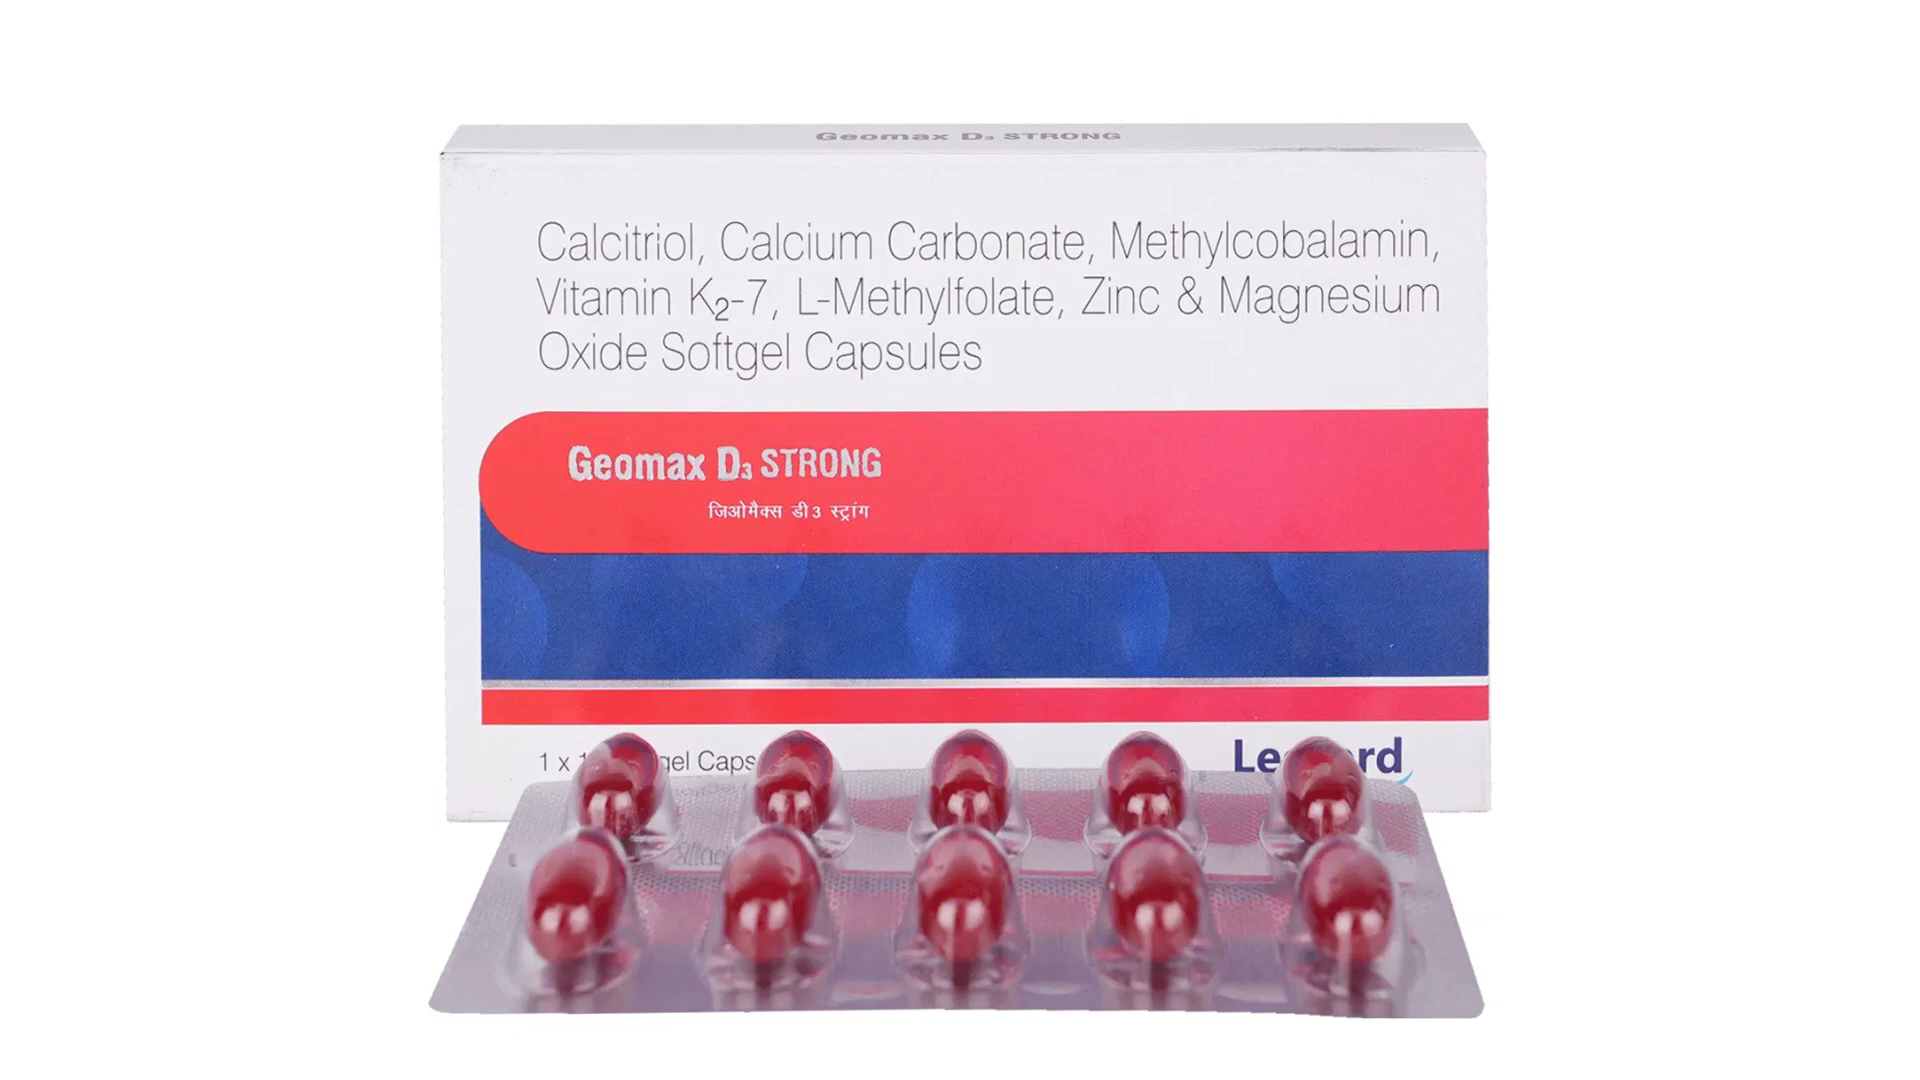 Geomax D₃ STRONG
Calcitriol, Calcium Carbonate, Methylcobalamin,
Vitamin K₂-7, L-Methylfolate, Zinc & Magnesium
Oxide Softgel Capsules
Geomax D₃ STRONG
जिओमैक्स डी 3 स्ट्रांग
1 x